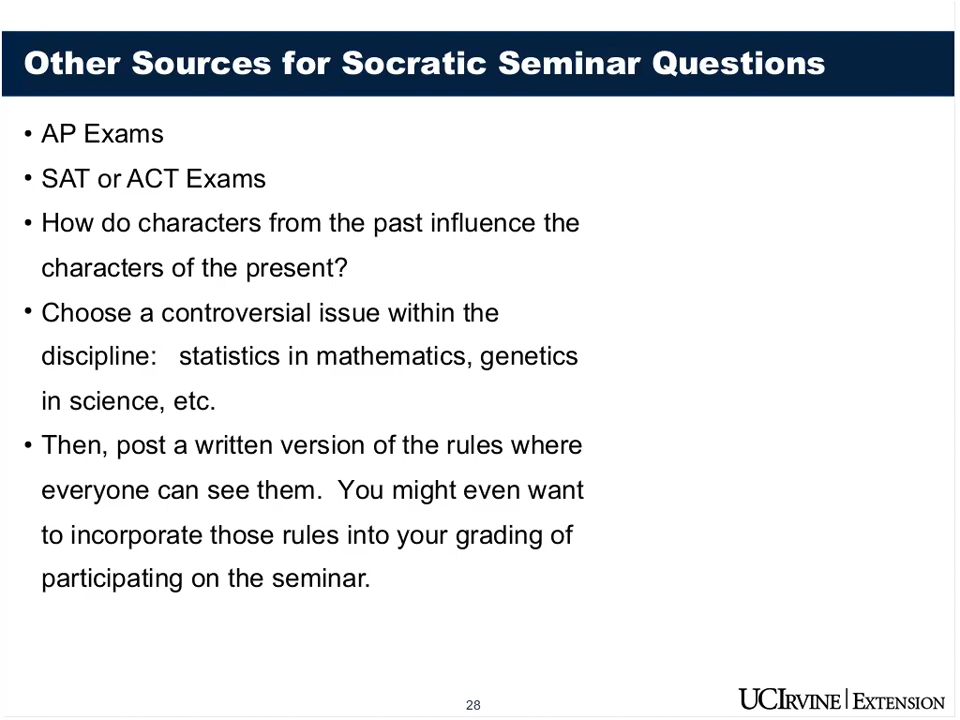 Other Sources for Socratic Seminar Questions
• AP Exams
• SAT or ACT Exams
• How do characters from the past influence the
characters of the present?
• Choose a controversial issue within the
discipline:   statistics in mathematics, genetics
in science, etc.
• Then, post a written version of the rules where
everyone can see them.  You might even want
to incorporate those rules into your grading of
participating on the seminar.
28
UCIRVINE | EXTENSION